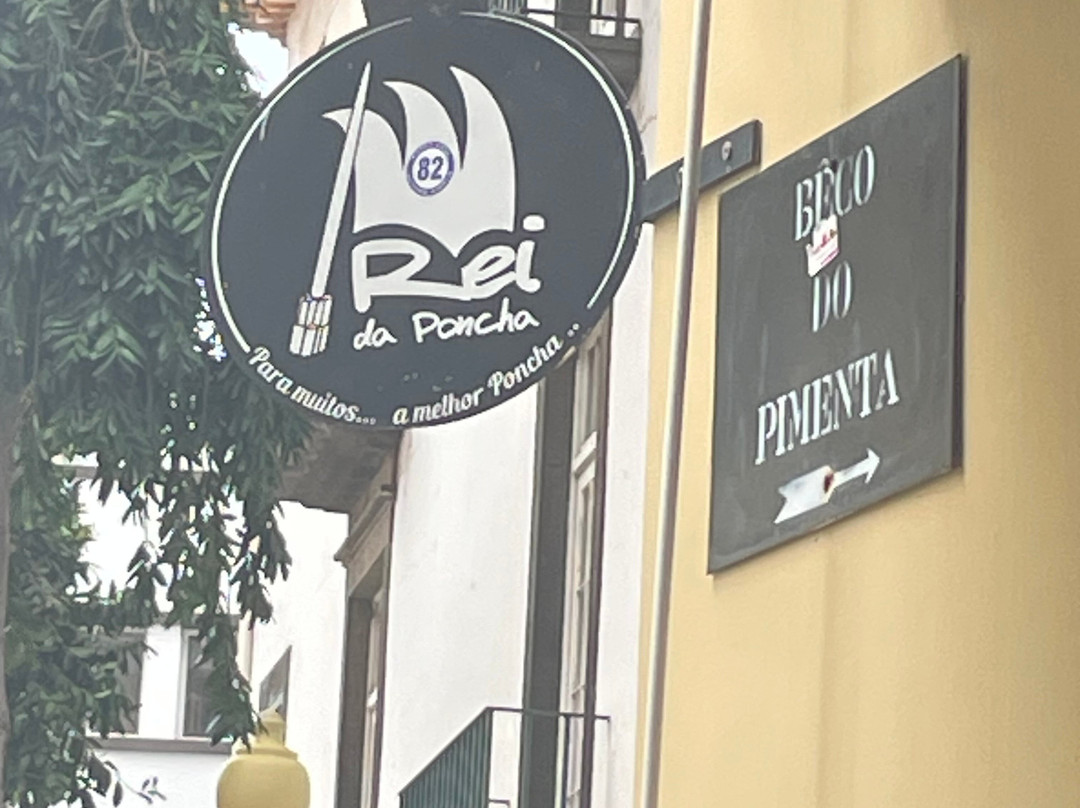 82
Rei
da Poncha
Para muitos... a melhor Poncha ..
BÊCO
DO
PIMENTA